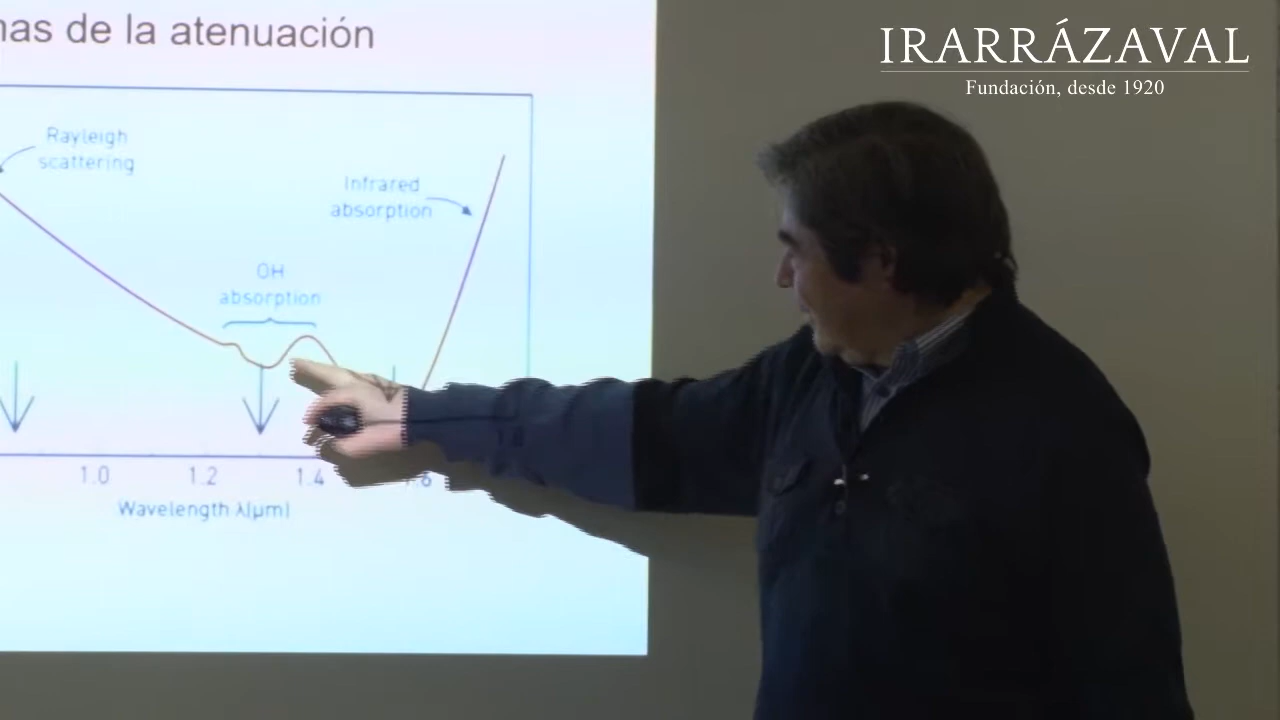 nas de la atenuación
IRARRÁZAVAL
Fundación, desde 1920
Rayleigh
scattering
Infrared
absorption
OH
absorption
1.0 1.2 1.4
Wavelength λ(μm)